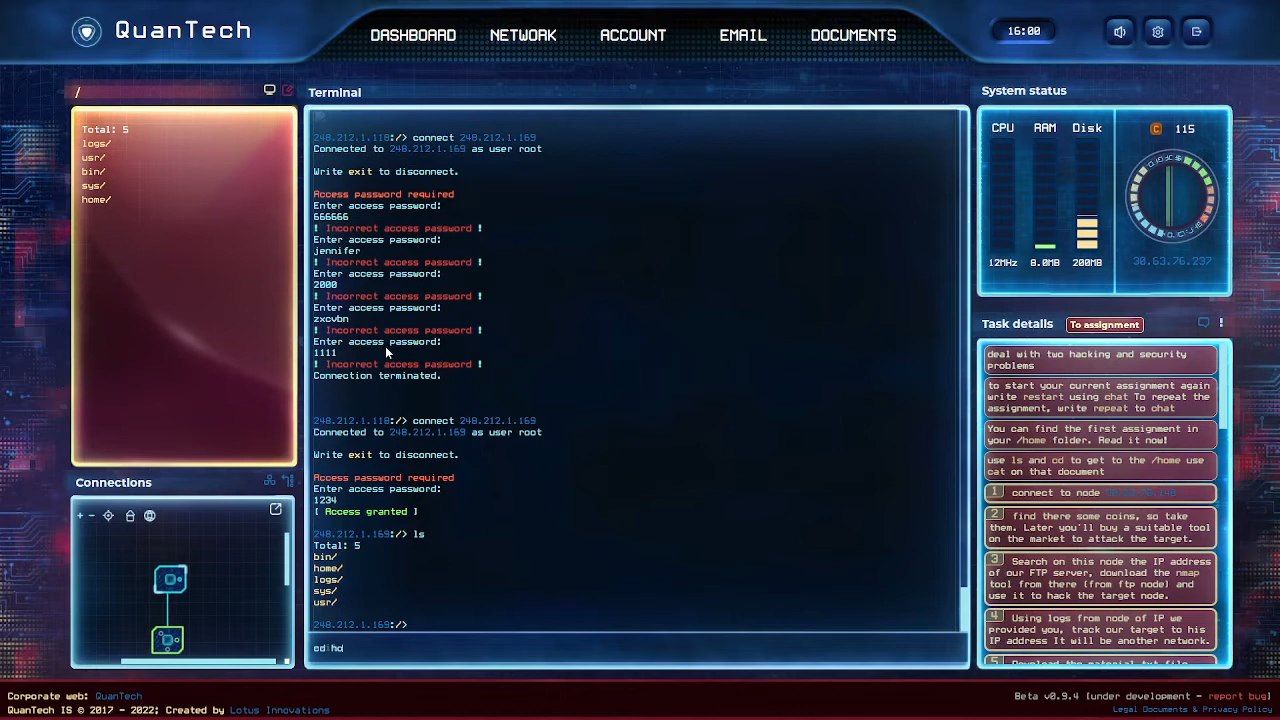 QuanTech
DASHBOARD
NETWORK
ACCOUNT
EMAIL
DOCUMENTS
16:00
/
Total: 5
logs/
usr/
bin/
sys/
home/
Connections
+ -
Terminal
248.212.1.118:/> connect 248.212.1.169
Connected to 248.212.1.169 as user root
Write exit to disconnect.
Access password required
Enter access password:
666666
! Incorrect access password !
Enter access password:
jennifer
! Incorrect access password !
Enter access password:
2000
! Incorrect access password !
Enter access password:
zxcvbn
! Incorrect access password !
Enter access password:
1111
! Incorrect access password !
Connection terminated.
248.212.1.118:/> connect 248.212.1.169
Connected to 248.212.1.169 as user root
Write exit to disconnect.
Access password required
Enter access password:
1234
[ Access granted ]
248.212.1.169:/> ls
Total: 5
bin/
home/
logs/
sys/
usr/
248.212.1.169:/>
cd ho
System status
CPU
RAM
Disk
C 115
12MHz
8.0MB
200MB
30.63.76.237
Task details
To assignment
!
deal with two hacking and security
problems
to start your current assignment again
write restart using chat To repeat the
assignment, write repeat to chat
You can find the first assignment in
your /home folder. Read it now!
use ls and cd to get to the /home use
cat on that document
1 connect to node
2 find there some coins, so take
them. Later you'll buy a suitable tool
on the market to attack the target.
3 Search on this node the IP address
of our FTP server, download the nmap
tool from there (from ftp node) and
use it to hack the target node.
4 Using logs from node of IP we
provided you, track our target to his
IP address It will be another network.
5 Download the material.txt file
Corporate web: QuanTech
QuanTech IS © 2017 - 2022; Created by Lotus Innovations
Beta v0.9.4 [under development - report bug]
Legal Documents & Privacy Policy